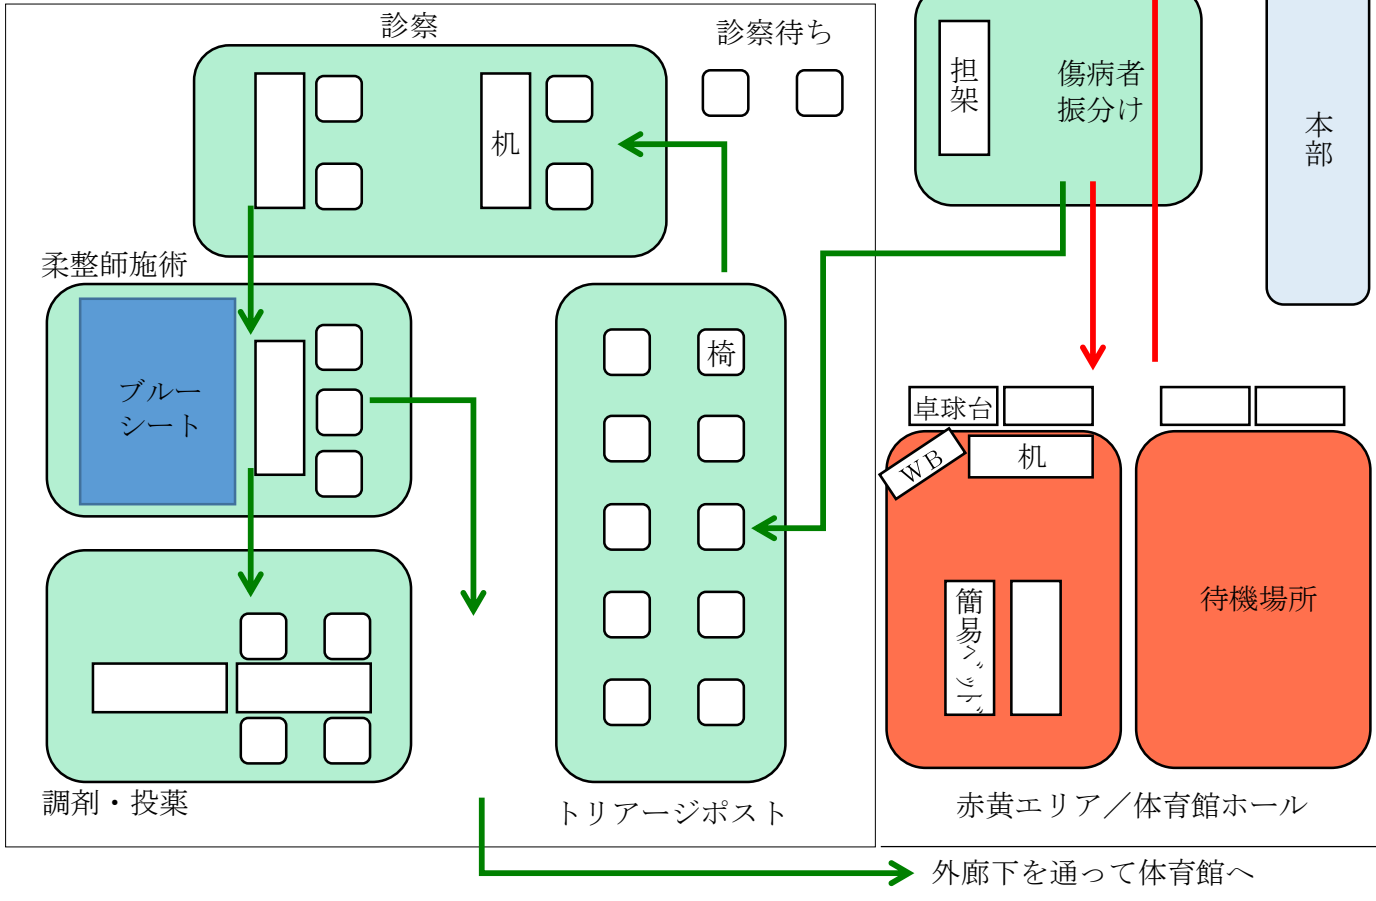 診察
診察待ち
机
担架
傷病者
振分け
本部
柔整師施術
ブルー
シート
椅
卓球台
WB
机
簡易ベッド
待機場所
調剤・投薬
トリアージポスト
赤黄エリア／体育館ホール
外廊下を通って体育館へ